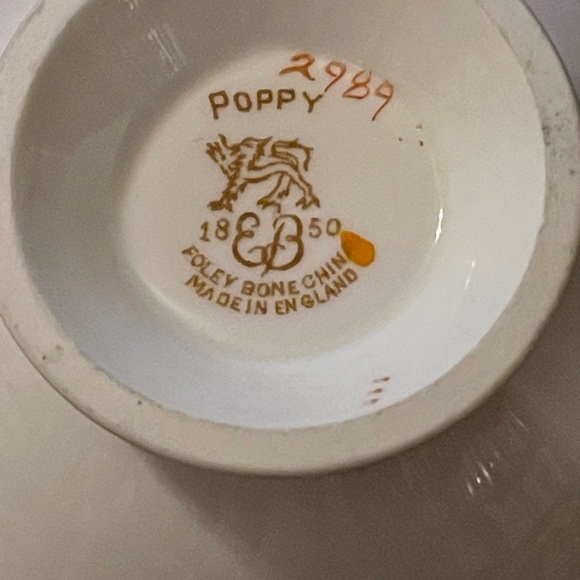 2989
POPPY
18 EB 50
FOLEY BONE CHIN
MADE IN ENGLAND